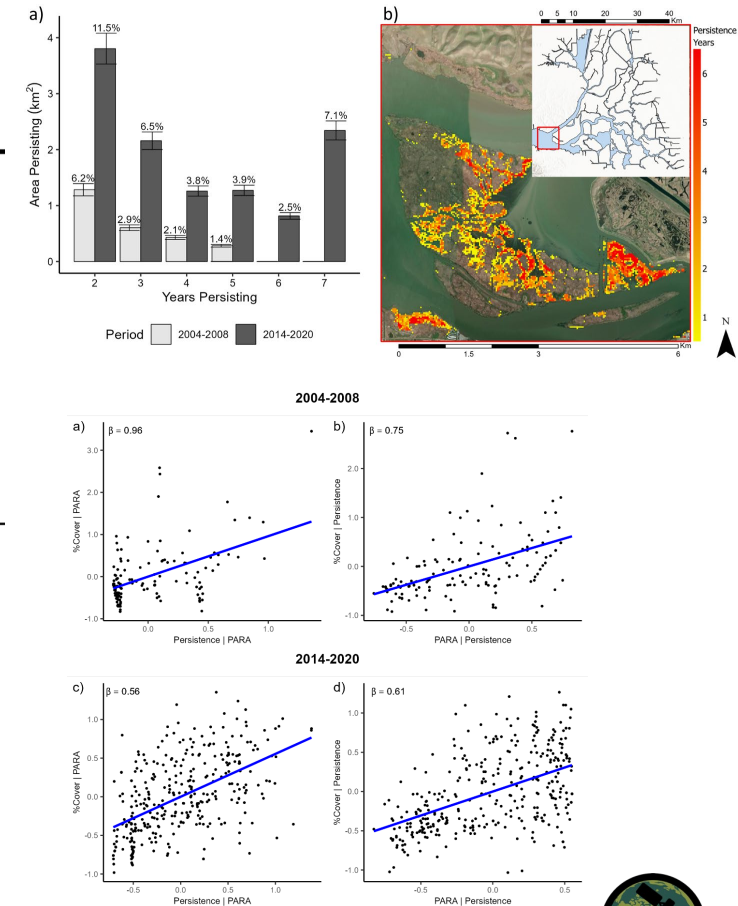 a)
11.5%
6.5%
7.1%
6.2%
3.8%
3.9%
2.9%
2.1%
1.4%
2.5%
4
3
2
1
0
Area Persisting (km²)
2 3 4 5 6 7
Years Persisting
Period 2004-2008 2014-2020
b)
0 5 10 20 30 40
Km
Persistence
Years
6
5
4
3
2
1
N
Km
0 1.5 3 6
2004-2008
a)
β = 0.96
3.0
2.0
1.0
0.0
-1.0
%Cover | PARA
0.0 0.5 1.0
Persistence | PARA
b)
β = 0.75
2.0
1.0
0.0
-1.0
%Cover | Persistence
-0.5 0.0 0.5
PARA | Persistence
2014-2020
c)
β = 0.56
1.0
0.5
0.0
-0.5
-1.0
%Cover | PARA
-0.5 0.0 0.5 1.0
Persistence | PARA
d)
β = 0.61
1.0
0.5
0.0
-0.5
-1.0
%Cover | Persistence
-0.5 0.0 0.5
PARA | Persistence